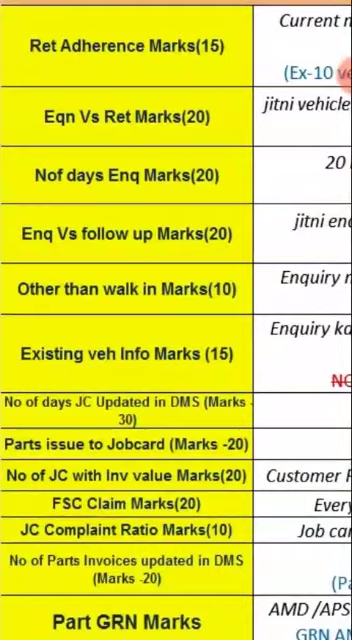 Current
Ret Adherence Marks(15)
(Ex-10
Eqn Vs Ret Marks(20)
jitni vehicle
Nof days Enq Marks(20)
20
Enq Vs follow up Marks(20)
jitni
Other than walk in Marks(10)
Enquiry
Enquiry
Existing veh Info Marks (15)
No of days JC Updated in DMS (Marks -
30)
Parts issue to Jobcard (Marks -20)
No of JC with Inv value Marks(20) Customer
FSC Claim Marks(20)
JC Complaint Ratio Marks(10) Job
No of Parts Invoices updated in DMS
(Marks -20)
AMD /APS
Part GRN Marks
GRN